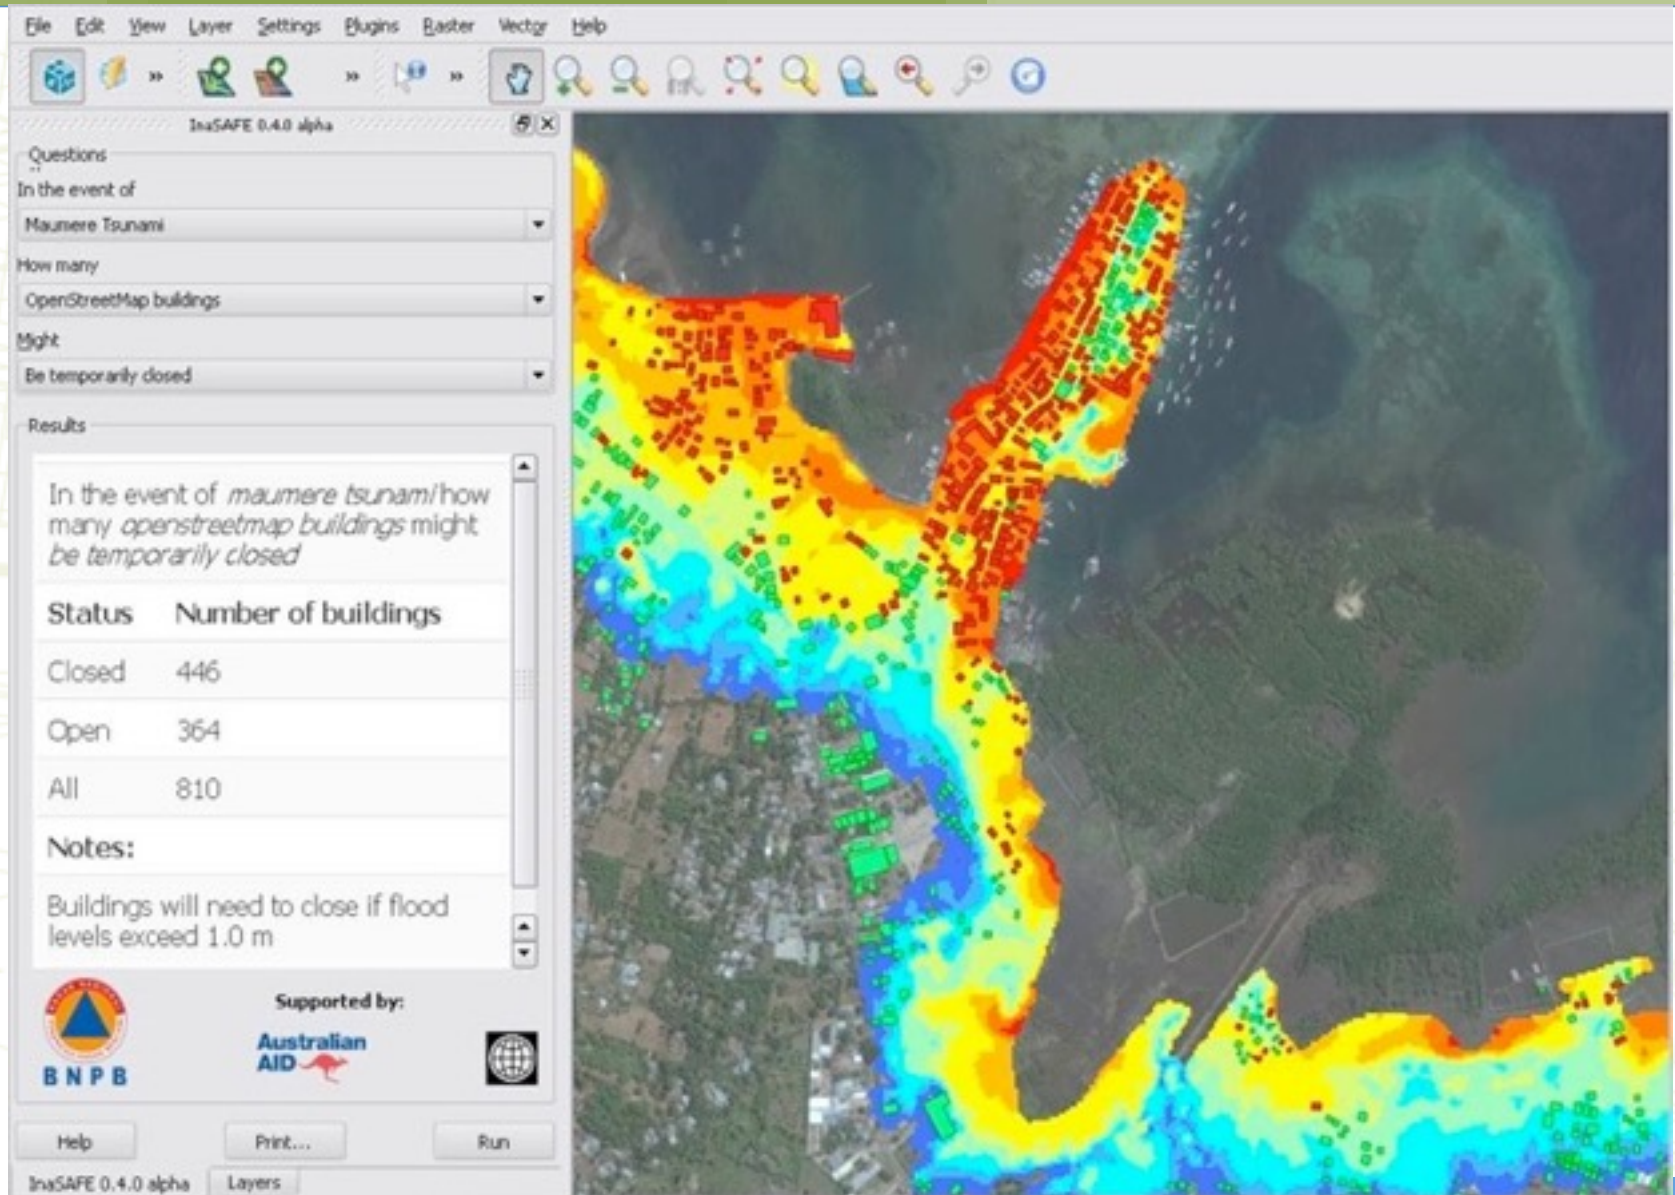 File Edit View Layer Settings Plugins Raster Vector Help
InaSAFE 0.4.0 alpha
Questions
In the event of
Maumere Tsunami
How many
OpenStreetMap buildings
Might
Be temporarily closed
Results
In the event of maumere tsunami how
many openstreetmap buildings might
be temporarily closed
Status Number of buildings
Closed 446
Open 364
All 810
Notes:
Buildings will need to close if flood
levels exceed 1.0 m
BNPB
Supported by:
Australian
AID
Help Print... Run
InaSAFE 0.4.0 alpha Layers